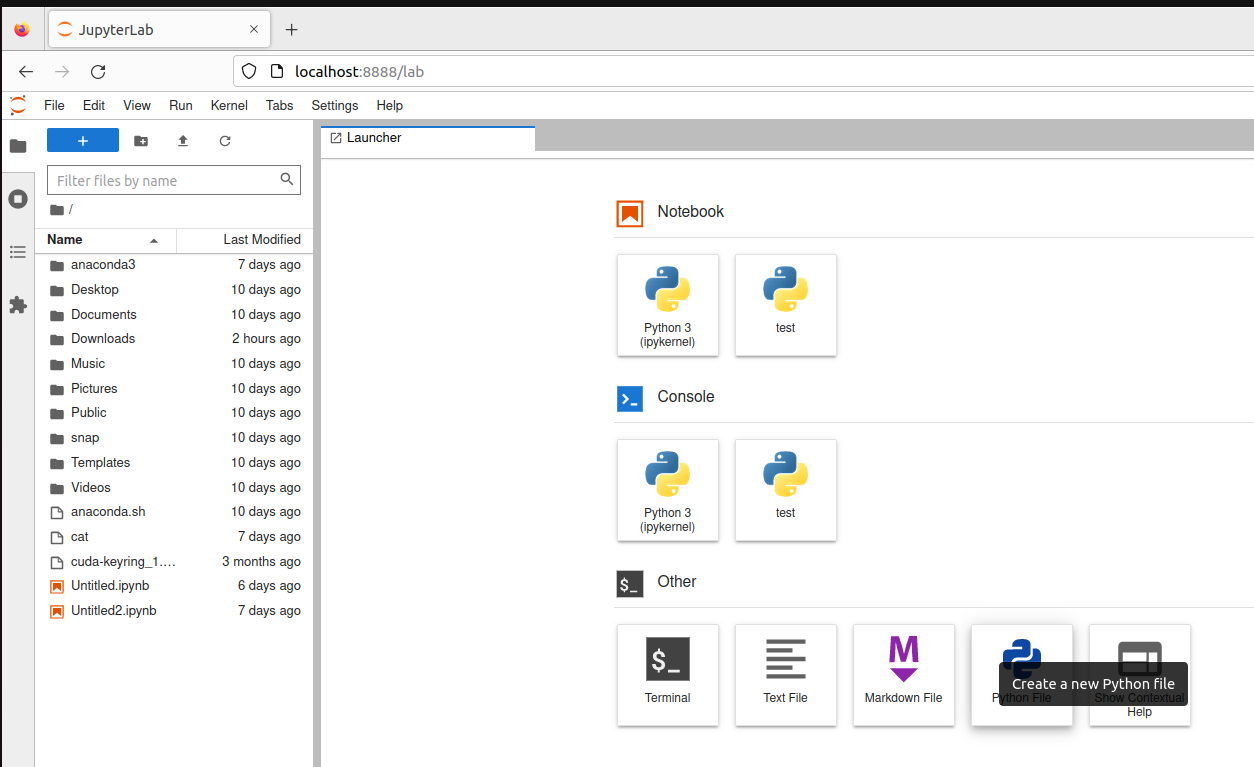 JupyterLab
localhost:8888/lab
File Edit View Run Kernel Tabs Settings Help
Launcher
Filter files by name
/
Name Last Modified
anaconda3 7 days ago
Desktop 10 days ago
Documents 10 days ago
Downloads 2 hours ago
Music 10 days ago
Pictures 10 days ago
Public 10 days ago
snap 10 days ago
Templates 10 days ago
Videos 10 days ago
anaconda.sh 10 days ago
cat 7 days ago
cuda-keyring_1.… 3 months ago
Untitled.ipynb 6 days ago
Untitled2.ipynb 7 days ago
Notebook
Python 3
(ipykernel)
test
Console
Python 3
(ipykernel)
test
$_
Other
$_
Terminal
Text File
M
Markdown File
Python File
Create a new Python file
Show Contextual
Help